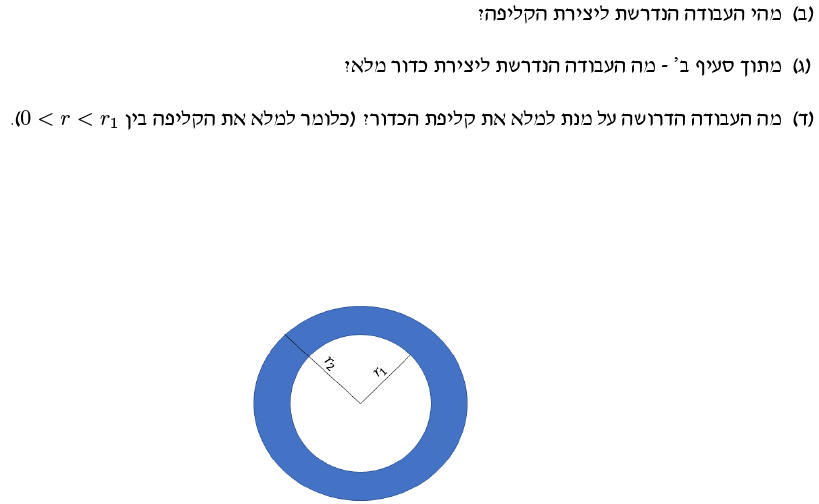 (ב) מהי העבודה הנדרשת ליצירת הקליפה?
(ג) מתוך סעיף ב' - מה העבודה הנדרשת ליצירת כדור מלא?
(ד) מה העבודה הדרושה על מנת למלא את קליפת הכדור? (כלומר למלא את הקליפה בין 0 < r < r₁).
r₂
r₁